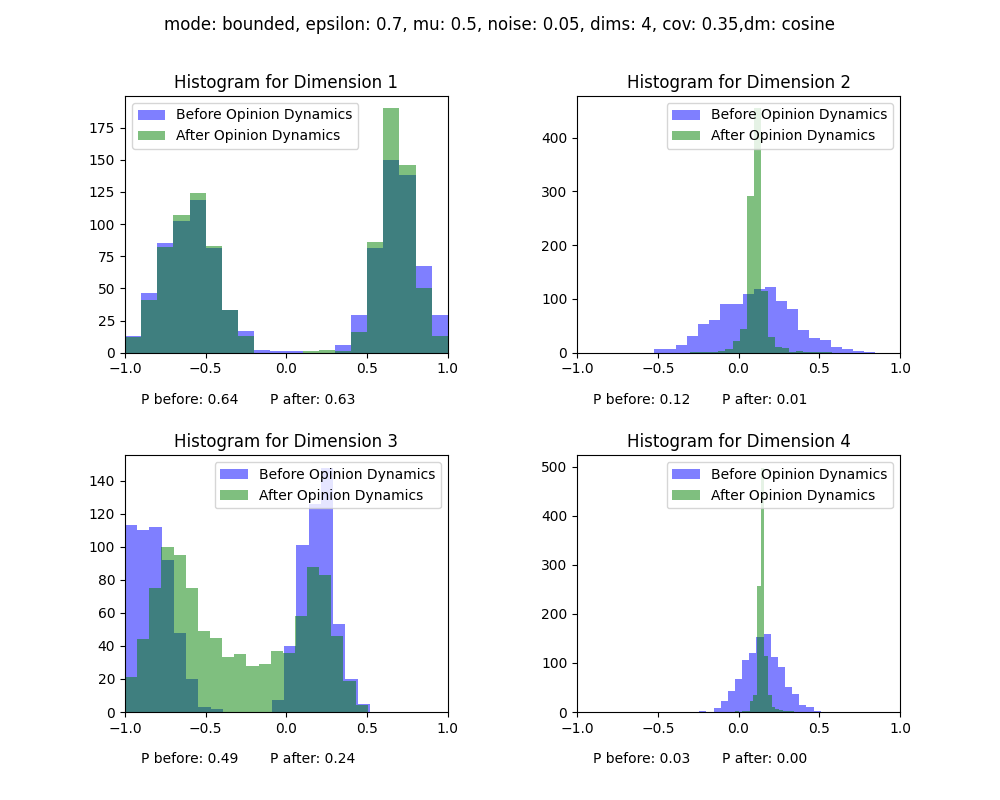 mode: bounded, epsilon: 0.7, mu: 0.5, noise: 0.05, dims: 4, cov: 0.35,dm: cosine
Histogram for Dimension 1
Before Opinion Dynamics
After Opinion Dynamics
175
150
125
100
75
50
25
0
−1.0 −0.5 0.0 0.5 1.0
P before: 0.64 P after: 0.63
Histogram for Dimension 2
Before Opinion Dynamics
After Opinion Dynamics
400
300
200
100
0
−1.0 −0.5 0.0 0.5 1.0
P before: 0.12 P after: 0.01
Histogram for Dimension 3
Before Opinion Dynamics
After Opinion Dynamics
140
120
100
80
60
40
20
0
−1.0 −0.5 0.0 0.5 1.0
P before: 0.49 P after: 0.24
Histogram for Dimension 4
Before Opinion Dynamics
After Opinion Dynamics
500
400
300
200
100
0
−1.0 −0.5 0.0 0.5 1.0
P before: 0.03 P after: 0.00